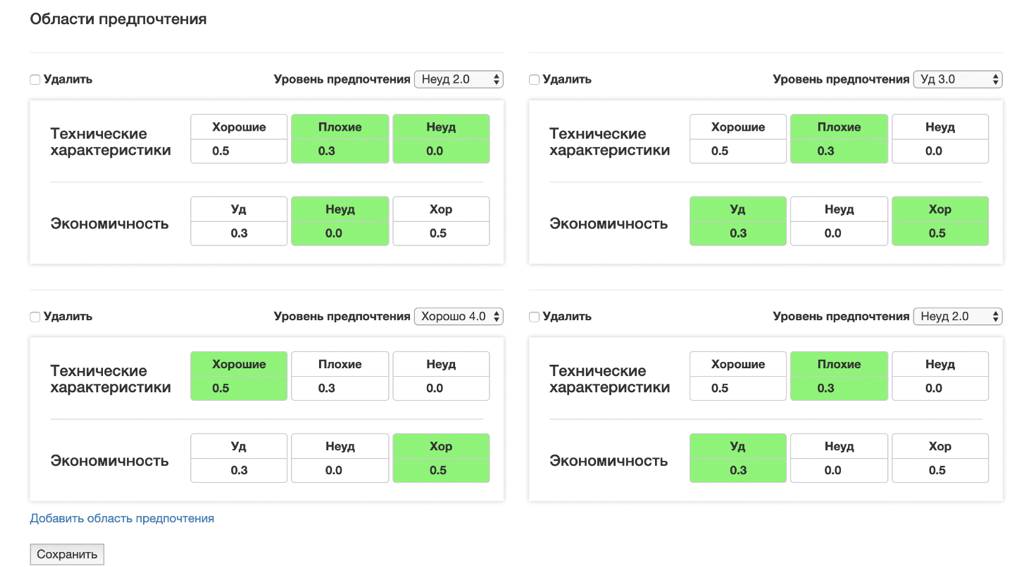 Области предпочтения
Удалить Уровень предпочтения Неуд 2.0
Технические характеристики
Хорошие Плохие Неуд
0.5 0.3 0.0
Экономичность
Уд Неуд Хор
0.3 0.0 0.5
Удалить Уровень предпочтения Уд 3.0
Технические характеристики
Хорошие Плохие Неуд
0.5 0.3 0.0
Экономичность
Уд Неуд Хор
0.3 0.0 0.5
Удалить Уровень предпочтения Хорошо 4.0
Технические характеристики
Хорошие Плохие Неуд
0.5 0.3 0.0
Экономичность
Уд Неуд Хор
0.3 0.0 0.5
Удалить Уровень предпочтения Неуд 2.0
Технические характеристики
Хорошие Плохие Неуд
0.5 0.3 0.0
Экономичность
Уд Неуд Хор
0.3 0.0 0.5
Добавить область предпочтения
Сохранить